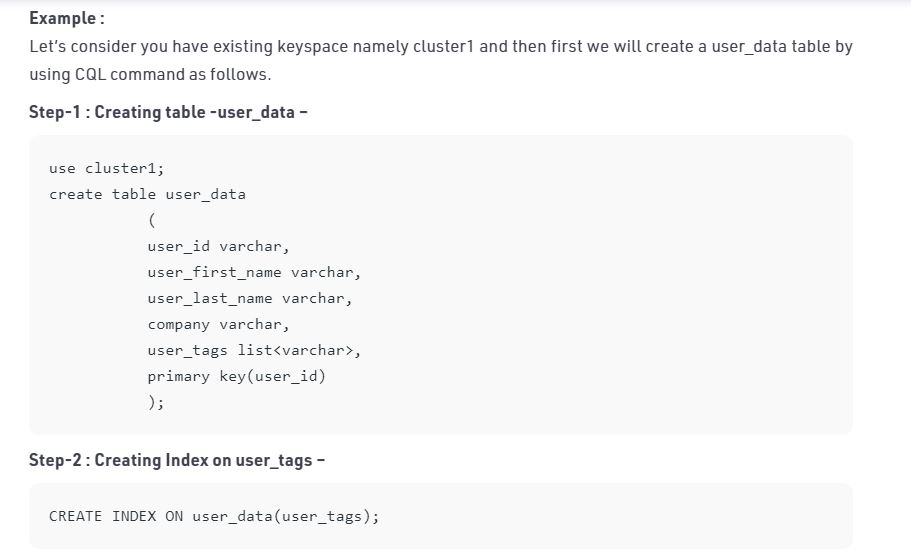 Example :
Let's consider you have existing keyspace namely cluster1 and then first we will create a user_data table by
using CQL command as follows.
Step-1 : Creating table -user_data –
use cluster1;
create table user_data
(
user_id varchar,
user_first_name varchar,
user_last_name varchar,
company varchar,
user_tags list<varchar>,
primary key(user_id)
);
Step-2 : Creating Index on user_tags –
CREATE INDEX ON user_data(user_tags);